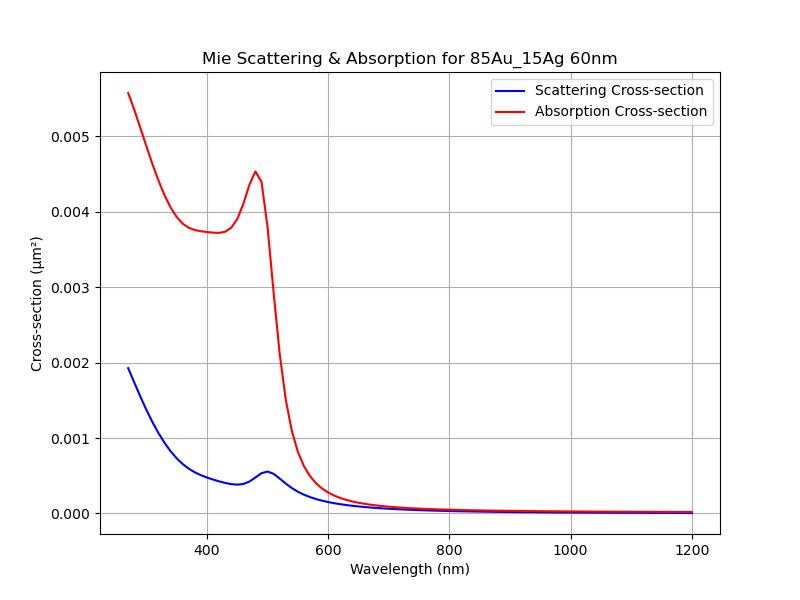 Mie Scattering & Absorption for 85Au_15Ag 60nm
Scattering Cross-section
Absorption Cross-section
Cross-section (μm²)
0.005
0.004
0.003
0.002
0.001
0.000
400 600 800 1000 1200
Wavelength (nm)